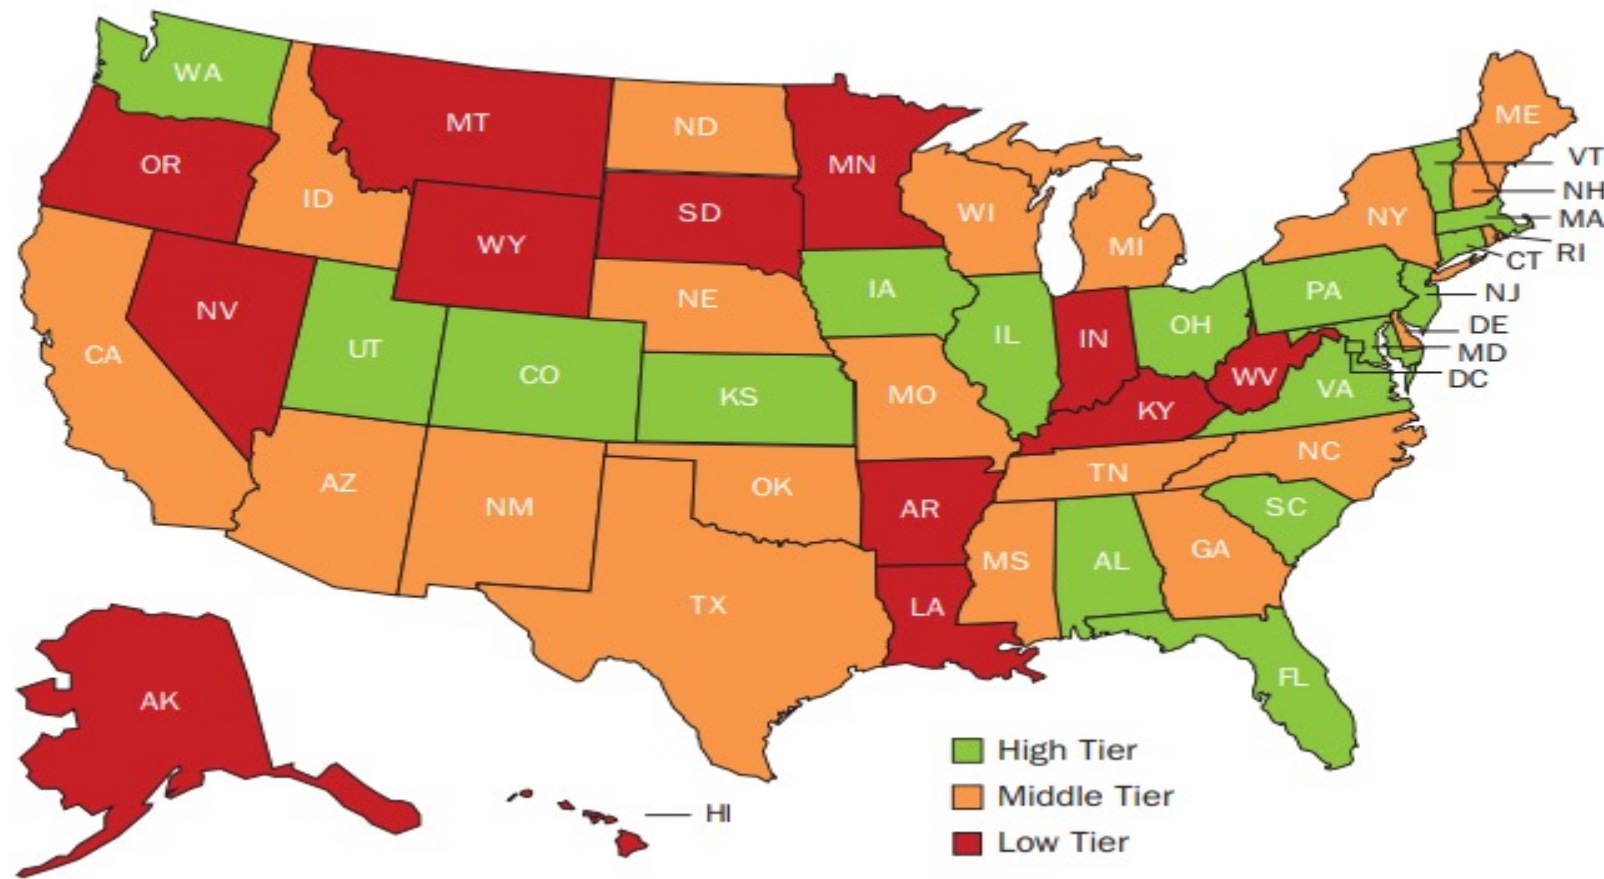 WA
MT
ND
MN
ME
OR
ID
SD
WI
MI
NY
VT
NH
MA
RI
CT
WY
NV
UT
CO
NE
IA
IL
IN
OH
PA
NJ
DE
MD
DC
CA
KS
MO
KY
WV
VA
AZ
NM
OK
AR
TN
NC
SC
TX
LA
MS
AL
GA
FL
AK
HI
High Tier
Middle Tier
Low Tier